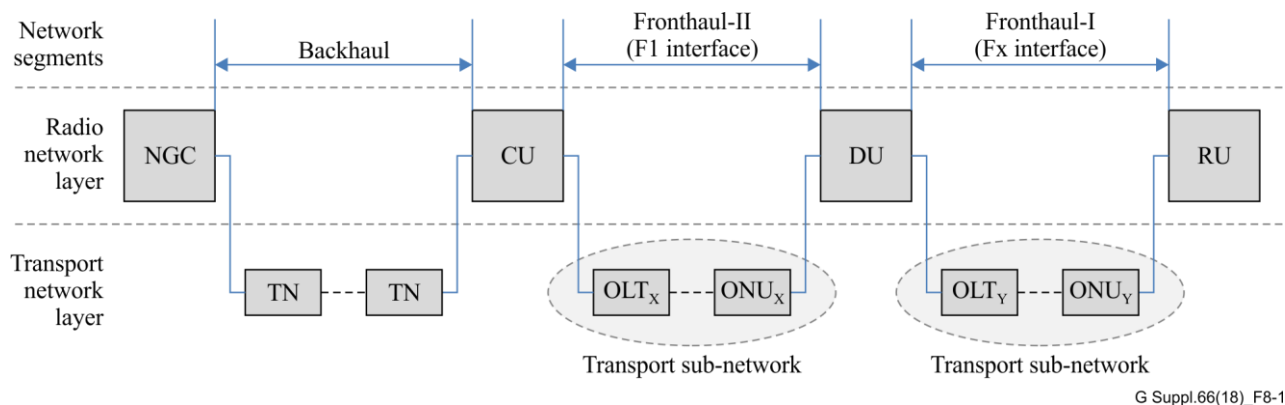 Network
segments
Backhaul
Fronthaul-II
(F1 interface)
Fronthaul-I
(Fx interface)
Radio
network
layer
NGC
CU
DU
RU
Transport
network
layer
TN
TN
OLTX
ONUX
OLTY
ONUY
Transport sub-network
Transport sub-network
G Suppl.66(18)_F8-1